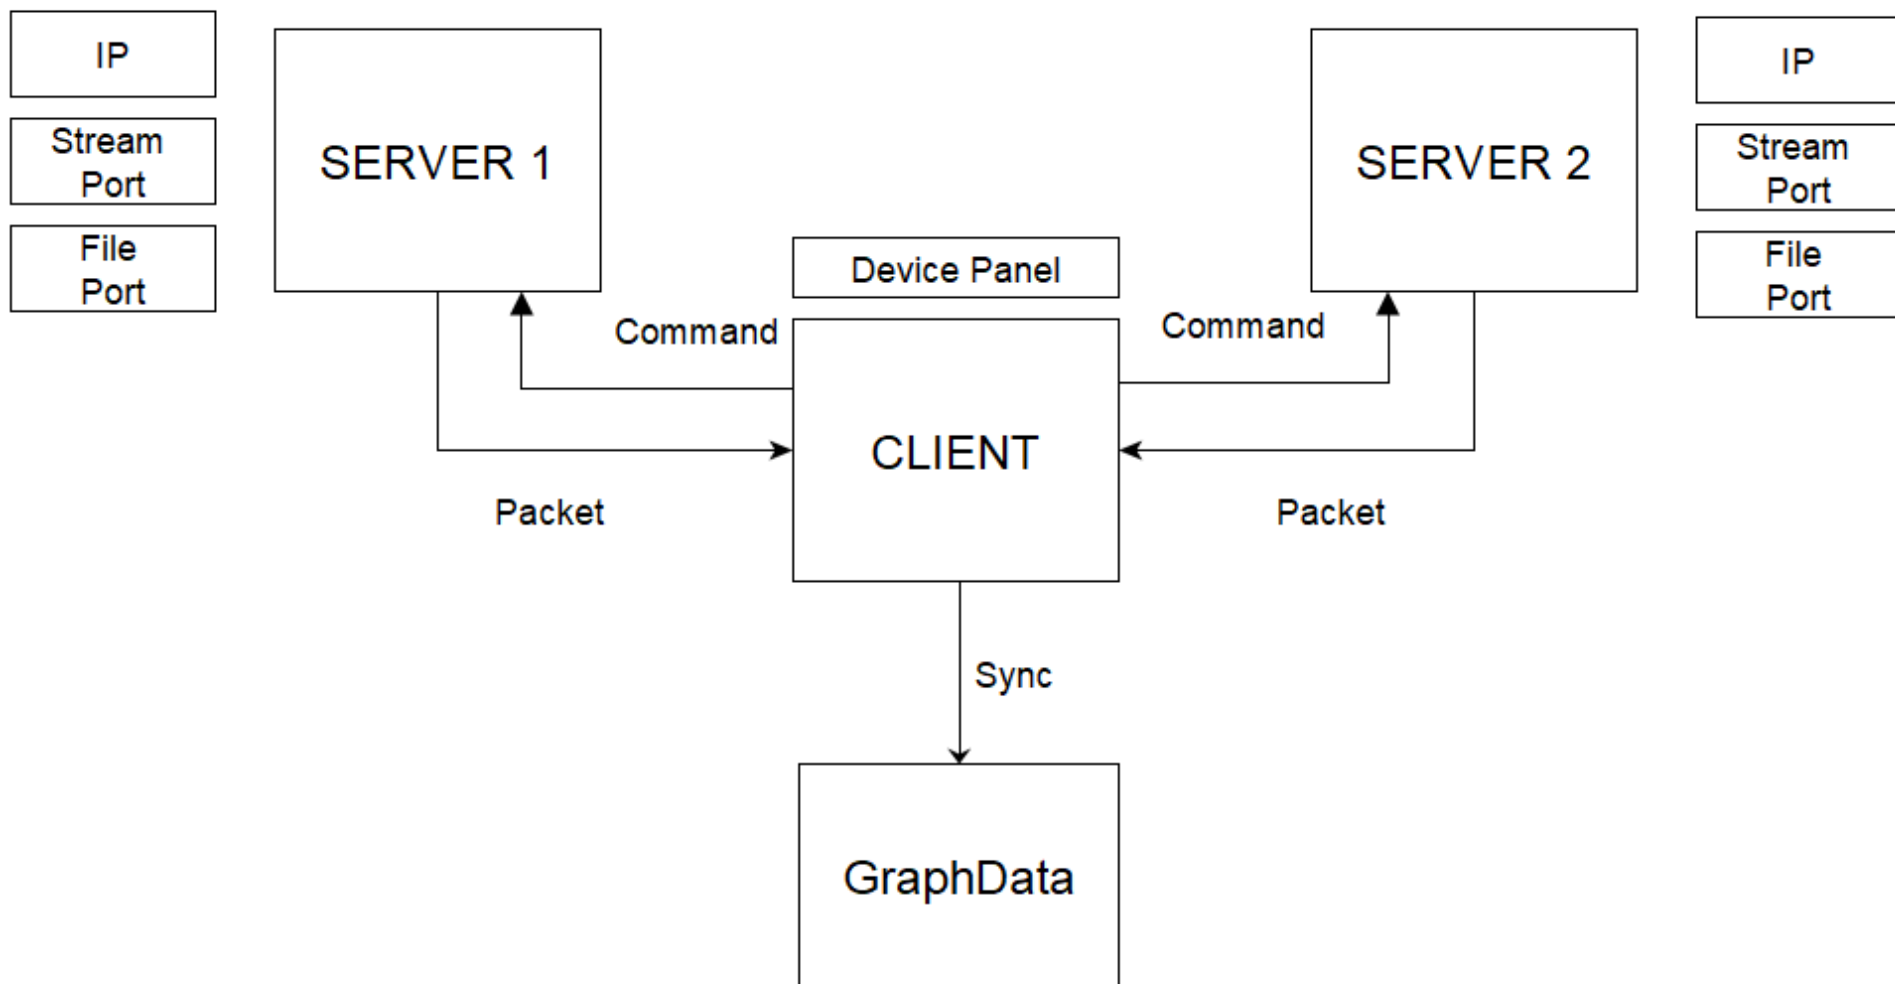 IP
Stream
Port
File
Port
SERVER 1
SERVER 2
IP
Stream
Port
File
Port
Device Panel
Command
Command
CLIENT
Packet
Packet
Sync
GraphData